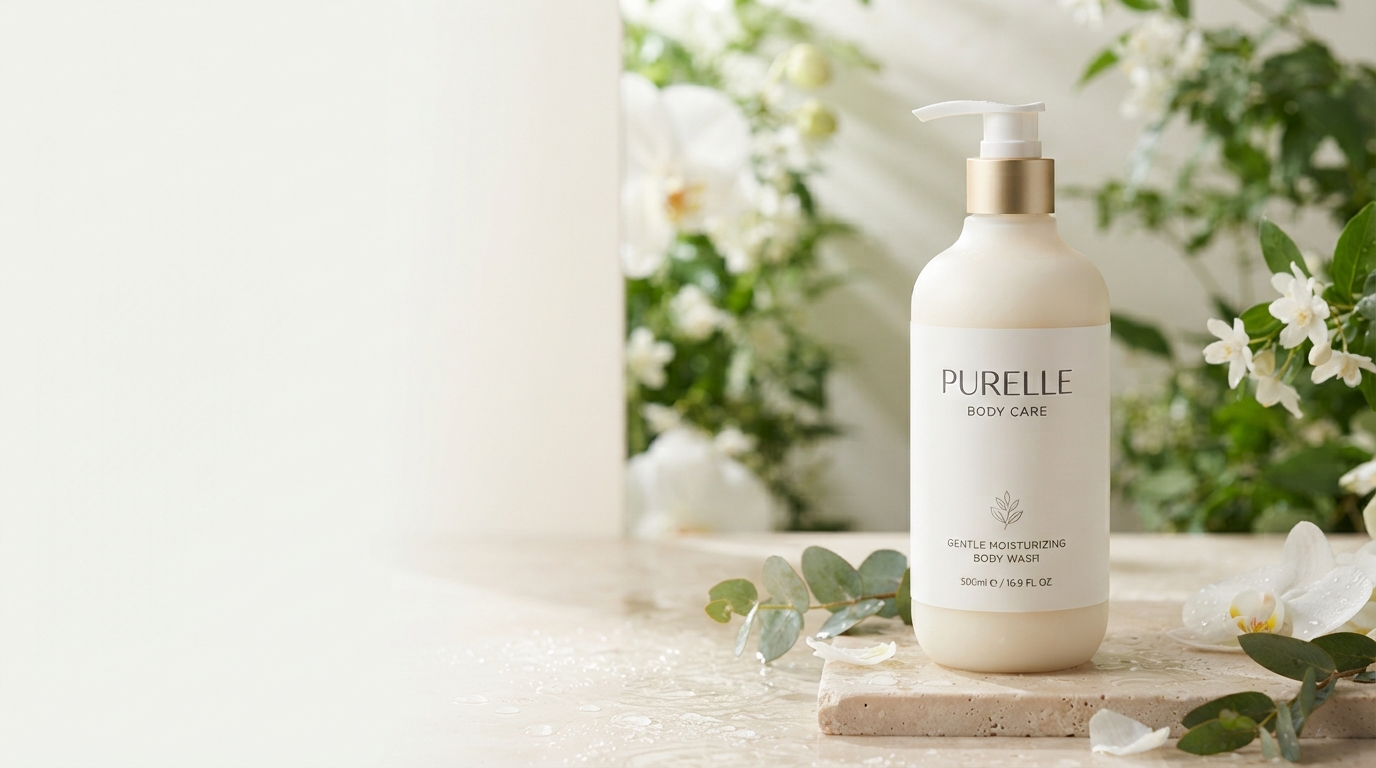 PURELLE
BODY CARE
GENTLE MOISTURIZING
BODY WASH
500ml ℮ / 16.9 FL OZ